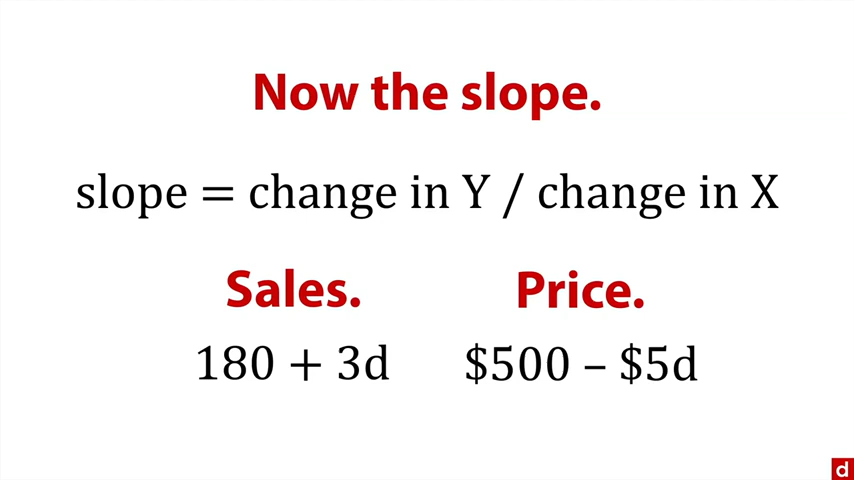 Now the slope.
slope = change in Y / change in X
Sales. Price.
180 + 3d $500 – $5d
d